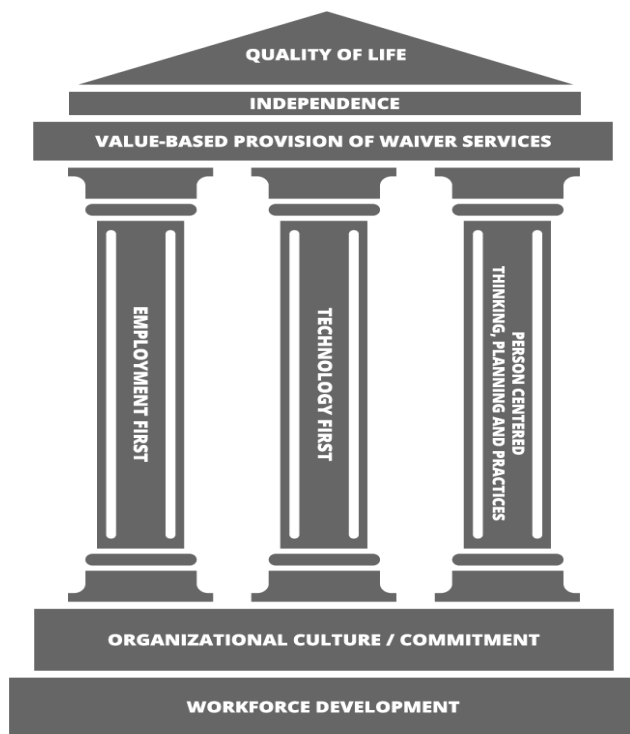 QUALITY OF LIFE
INDEPENDENCE
VALUE-BASED PROVISION OF WAIVER SERVICES
EMPLOYMENT FIRST
TECHNOLOGY FIRST
PERSON CENTERED
THINKING, PLANNING AND PRACTICES
ORGANIZATIONAL CULTURE / COMMITMENT
WORKFORCE DEVELOPMENT